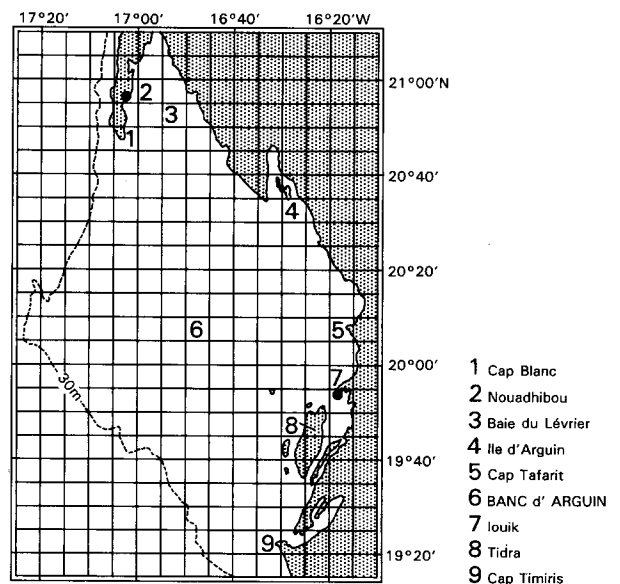 17°20′ 17°00′ 16°40′ 16°20′W
21°00′N
2
3
1
20°40′
4
20°20′
6
5
20°00′
30m
7
8
19°40′
9
19°20′
1 Cap Blanc
2 Nouadhibou
3 Baie du Lévrier
4 Ile d'Arguin
5 Cap Tafarit
6 BANC d' ARGUIN
7 Iouik
8 Tidra
9 Cap Timiris